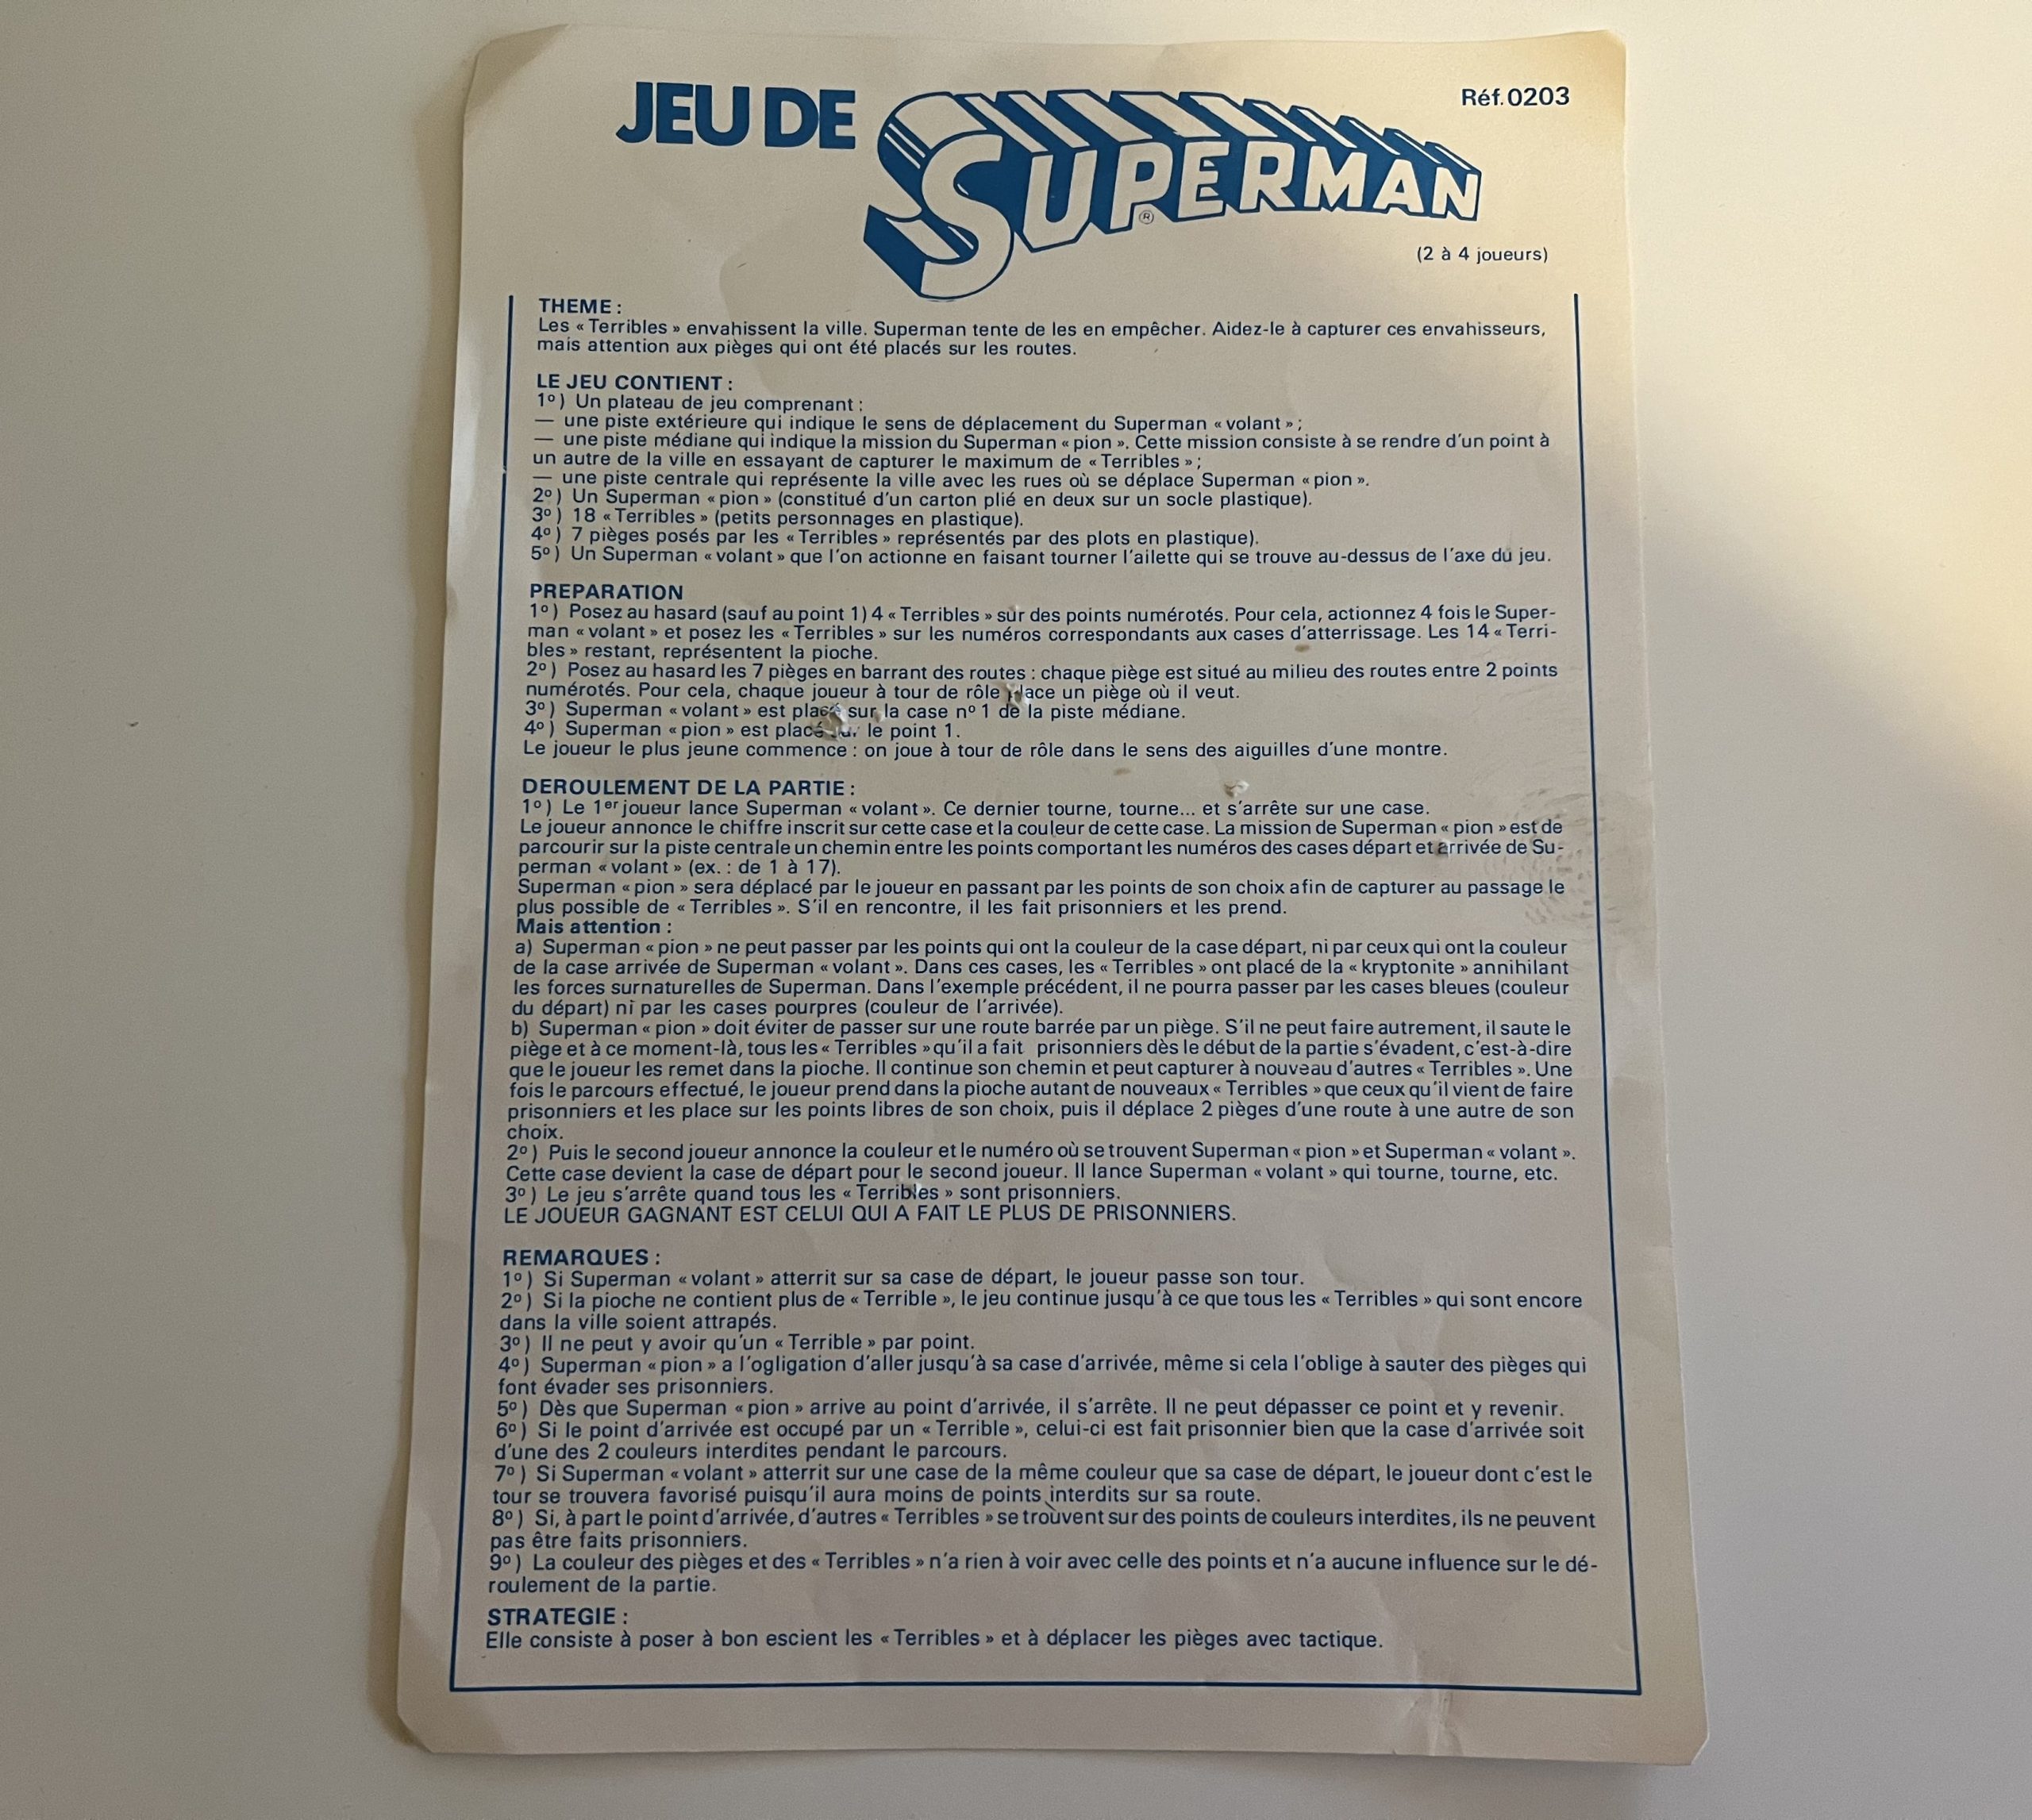 JEU DE SUPERMAN
®
Réf. 0203
(2 à 4 joueurs)
THEME :
Les « Terribles » envahissent la ville. Superman tente de les en empêcher. Aidez-le à capturer ces envahisseurs,
mais attention aux pièges qui ont été placés sur les routes.
LE JEU CONTIENT :
1°) Un plateau de jeu comprenant :
— une piste extérieure qui indique le sens de déplacement du Superman « volant » ;
— une piste médiane qui indique la mission du Superman « pion ». Cette mission consiste à se rendre d'un point à
un autre de la ville en essayant de capturer le maximum de « Terribles » ;
— une piste centrale qui représente la ville avec les rues où se déplace Superman « pion ».
2°) Un Superman « pion » (constitué d'un carton plié en deux sur un socle plastique).
3°) 18 « Terribles » (petits personnages en plastique).
4°) 7 pièges posés par les « Terribles » représentés par des plots en plastique).
5°) Un Superman « volant » que l'on actionne en faisant tourner l'ailette qui se trouve au-dessus de l'axe du jeu.
PREPARATION
1°) Posez au hasard (sauf au point 1) 4 « Terribles » sur des points numérotés. Pour cela, actionnez 4 fois le Super-
man « volant » et posez les « Terribles » sur les numéros correspondants aux cases d'atterrissage. Les 14 « Terri-
bles » restant, représentent la pioche.
2°) Posez au hasard les 7 pièges en barrant des routes : chaque piège est situé au milieu des routes entre 2 points
numérotés. Pour cela, chaque joueur à tour de rôle place un piège où il veut.
3°) Superman « volant » est placé sur la case n° 1 de la piste médiane.
4°) Superman « pion » est placé sur le point 1.
Le joueur le plus jeune commence : on joue à tour de rôle dans le sens des aiguilles d'une montre.
DEROULEMENT DE LA PARTIE :
1°) Le 1er joueur lance Superman « volant ». Ce dernier tourne, tourne... et s'arrête sur une case.
Le joueur annonce le chiffre inscrit sur cette case et la couleur de cette case. La mission de Superman « pion » est de
parcourir sur la piste centrale un chemin entre les points comportant les numéros des cases départ et arrivée de Su-
perman « volant » (ex. : de 1 à 17).
Superman « pion » sera déplacé par le joueur en passant par les points de son choix afin de capturer au passage le
plus possible de « Terribles ». S'il en rencontre, il les fait prisonniers et les prend.
Mais attention :
a) Superman « pion » ne peut passer par les points qui ont la couleur de la case départ, ni par ceux qui ont la couleur
de la case arrivée de Superman « volant ». Dans ces cases, les « Terribles » ont placé de la « kryptonite » annihilant
les forces surnaturelles de Superman. Dans l'exemple précédent, il ne pourra passer par les cases bleues (couleur
du départ) ni par les cases pourpres (couleur de l'arrivée).
b) Superman « pion » doit éviter de passer sur une route barrée par un piège. S'il ne peut faire autrement, il saute le
piège et à ce moment-là, tous les « Terribles » qu'il a fait prisonniers dès le début de la partie s'évadent, c'est-à-dire
que le joueur les remet dans la pioche. Il continue son chemin et peut capturer à nouveau d'autres « Terribles ». Une
fois le parcours effectué, le joueur prend dans la pioche autant de nouveaux « Terribles » que ceux qu'il vient de faire
prisonniers et les place sur les points libres de son choix, puis il déplace 2 pièges d'une route à une autre de son
choix.
2°) Puis le second joueur annonce la couleur et le numéro où se trouvent Superman « pion » et Superman « volant ».
Cette case devient la case de départ pour le second joueur. Il lance Superman « volant » qui tourne, tourne, etc.
3°) Le jeu s'arrête quand tous les « Terribles » sont prisonniers.
LE JOUEUR GAGNANT EST CELUI QUI A FAIT LE PLUS DE PRISONNIERS.
REMARQUES :
1°) Si Superman « volant » atterrit sur sa case de départ, le joueur passe son tour.
2°) Si la pioche ne contient plus de « Terrible », le jeu continue jusqu'à ce que tous les « Terribles » qui sont encore
dans la ville soient attrapés.
3°) Il ne peut y avoir qu'un « Terrible » par point.
4°) Superman « pion » a l'ogligation d'aller jusqu'à sa case d'arrivée, même si cela l'oblige à sauter des pièges qui
font évader ses prisonniers.
5°) Dès que Superman « pion » arrive au point d'arrivée, il s'arrête. Il ne peut dépasser ce point et y revenir.
6°) Si le point d'arrivée est occupé par un « Terrible », celui-ci est fait prisonnier bien que la case d'arrivée soit
d'une des 2 couleurs interdites pendant le parcours.
7°) Si Superman « volant » atterrit sur une case de la même couleur que sa case de départ, le joueur dont c'est le
tour se trouvera favorisé puisqu'il aura moins de points interdits sur sa route.
8°) Si, à part le point d'arrivée, d'autres « Terribles » se trouvent sur des points de couleurs interdites, ils ne peuvent
pas être faits prisonniers.
9°) La couleur des pièges et des « Terribles » n'a rien à voir avec celle des points et n'a aucune influence sur le dé-
roulement de la partie.
STRATEGIE :
Elle consiste à poser à bon escient les « Terribles » et à déplacer les pièges avec tactique.